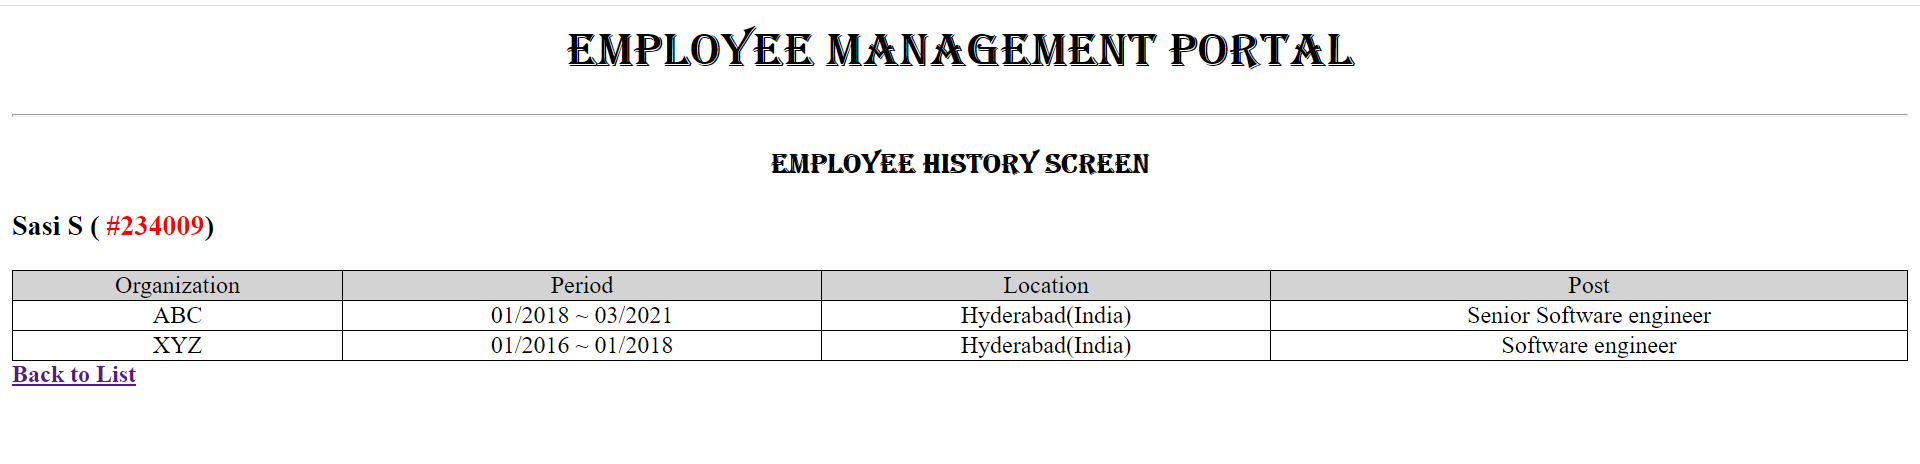 EMPLOYEE MANAGEMENT PORTAL
EMPLOYEE HISTORY SCREEN
Sasi S ( #234009)
Organization Period Location Post
ABC 01/2018 ~ 03/2021 Hyderabad(India) Senior Software engineer
XYZ 01/2016 ~ 01/2018 Hyderabad(India) Software engineer
Back to List